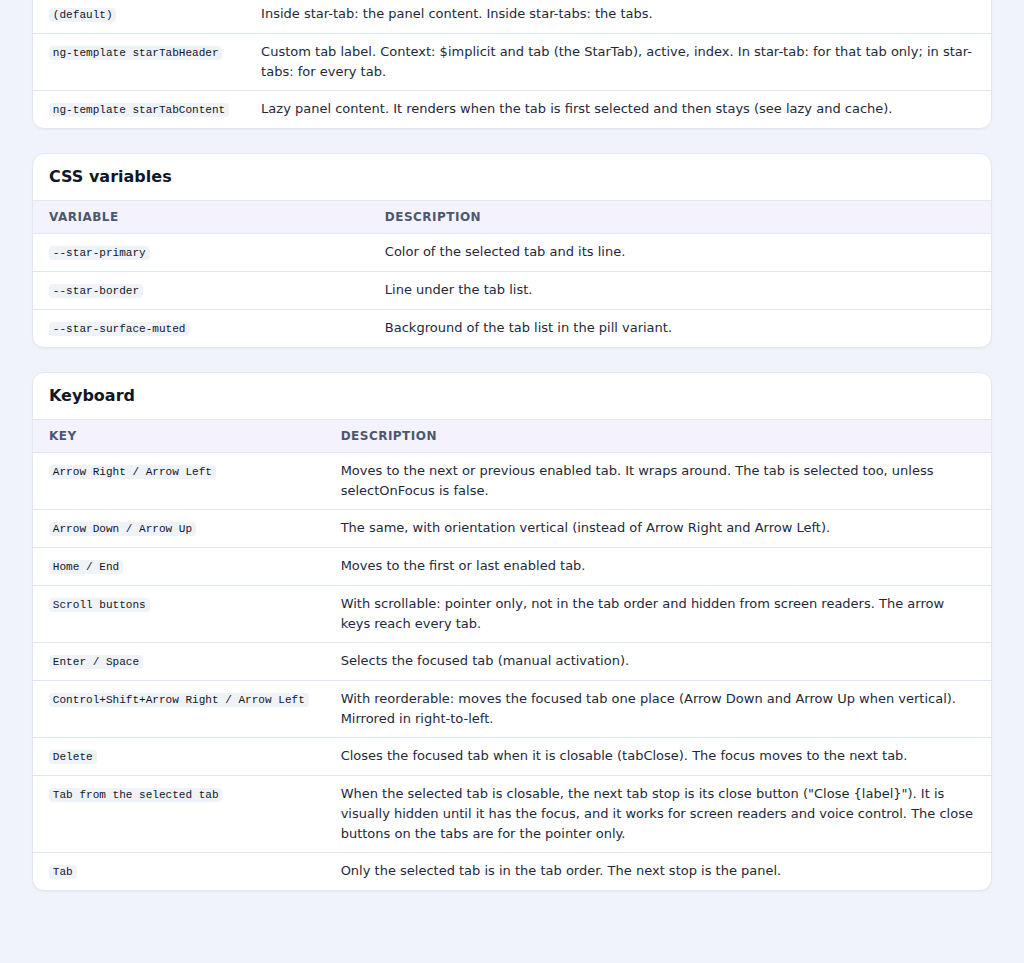 (default) Inside star-tab: the panel content. Inside star-tabs: the tabs.
ng-template starTabHeader Custom tab label. Context: $implicit and tab (the StarTab), active, index. In star-tab: for that tab only; in star-
tabs: for every tab.
ng-template starTabContent Lazy panel content. It renders when the tab is first selected and then stays (see lazy and cache).
CSS variables
VARIABLE DESCRIPTION
--star-primary Color of the selected tab and its line.
--star-border Line under the tab list.
--star-surface-muted Background of the tab list in the pill variant.
Keyboard
KEY DESCRIPTION
Arrow Right / Arrow Left Moves to the next or previous enabled tab. It wraps around. The tab is selected too, unless
selectOnFocus is false.
Arrow Down / Arrow Up The same, with orientation vertical (instead of Arrow Right and Arrow Left).
Home / End Moves to the first or last enabled tab.
Scroll buttons With scrollable: pointer only, not in the tab order and hidden from screen readers. The arrow
keys reach every tab.
Enter / Space Selects the focused tab (manual activation).
Control+Shift+Arrow Right / Arrow Left With reorderable: moves the focused tab one place (Arrow Down and Arrow Up when vertical).
Mirrored in right-to-left.
Delete Closes the focused tab when it is closable (tabClose). The focus moves to the next tab.
Tab from the selected tab When the selected tab is closable, the next tab stop is its close button ("Close {label}"). It is
visually hidden until it has the focus, and it works for screen readers and voice control. The close
buttons on the tabs are for the pointer only.
Tab Only the selected tab is in the tab order. The next stop is the panel.